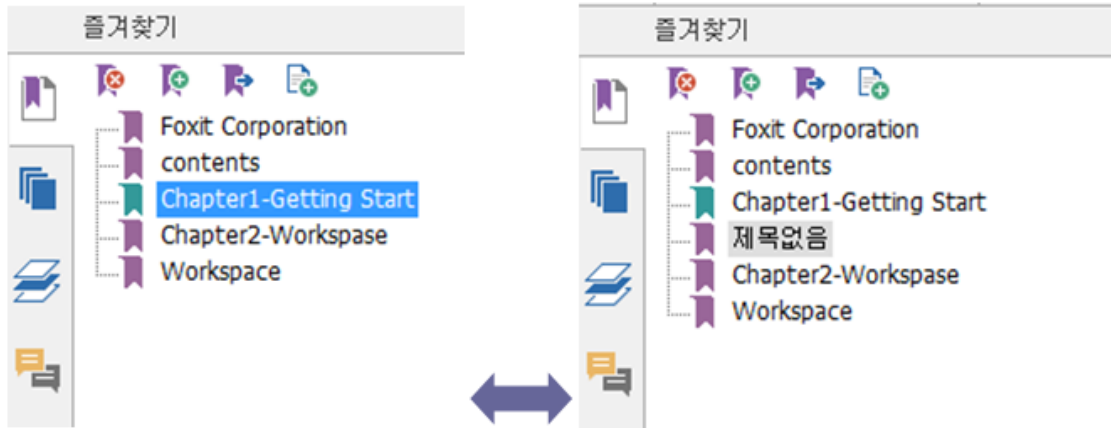 즐겨찾기
Foxit Corporation
contents
Chapter1-Getting Start
Chapter2-Workspase
Workspace
즐겨찾기
Foxit Corporation
contents
Chapter1-Getting Start
제목없음
Chapter2-Workspase
Workspace